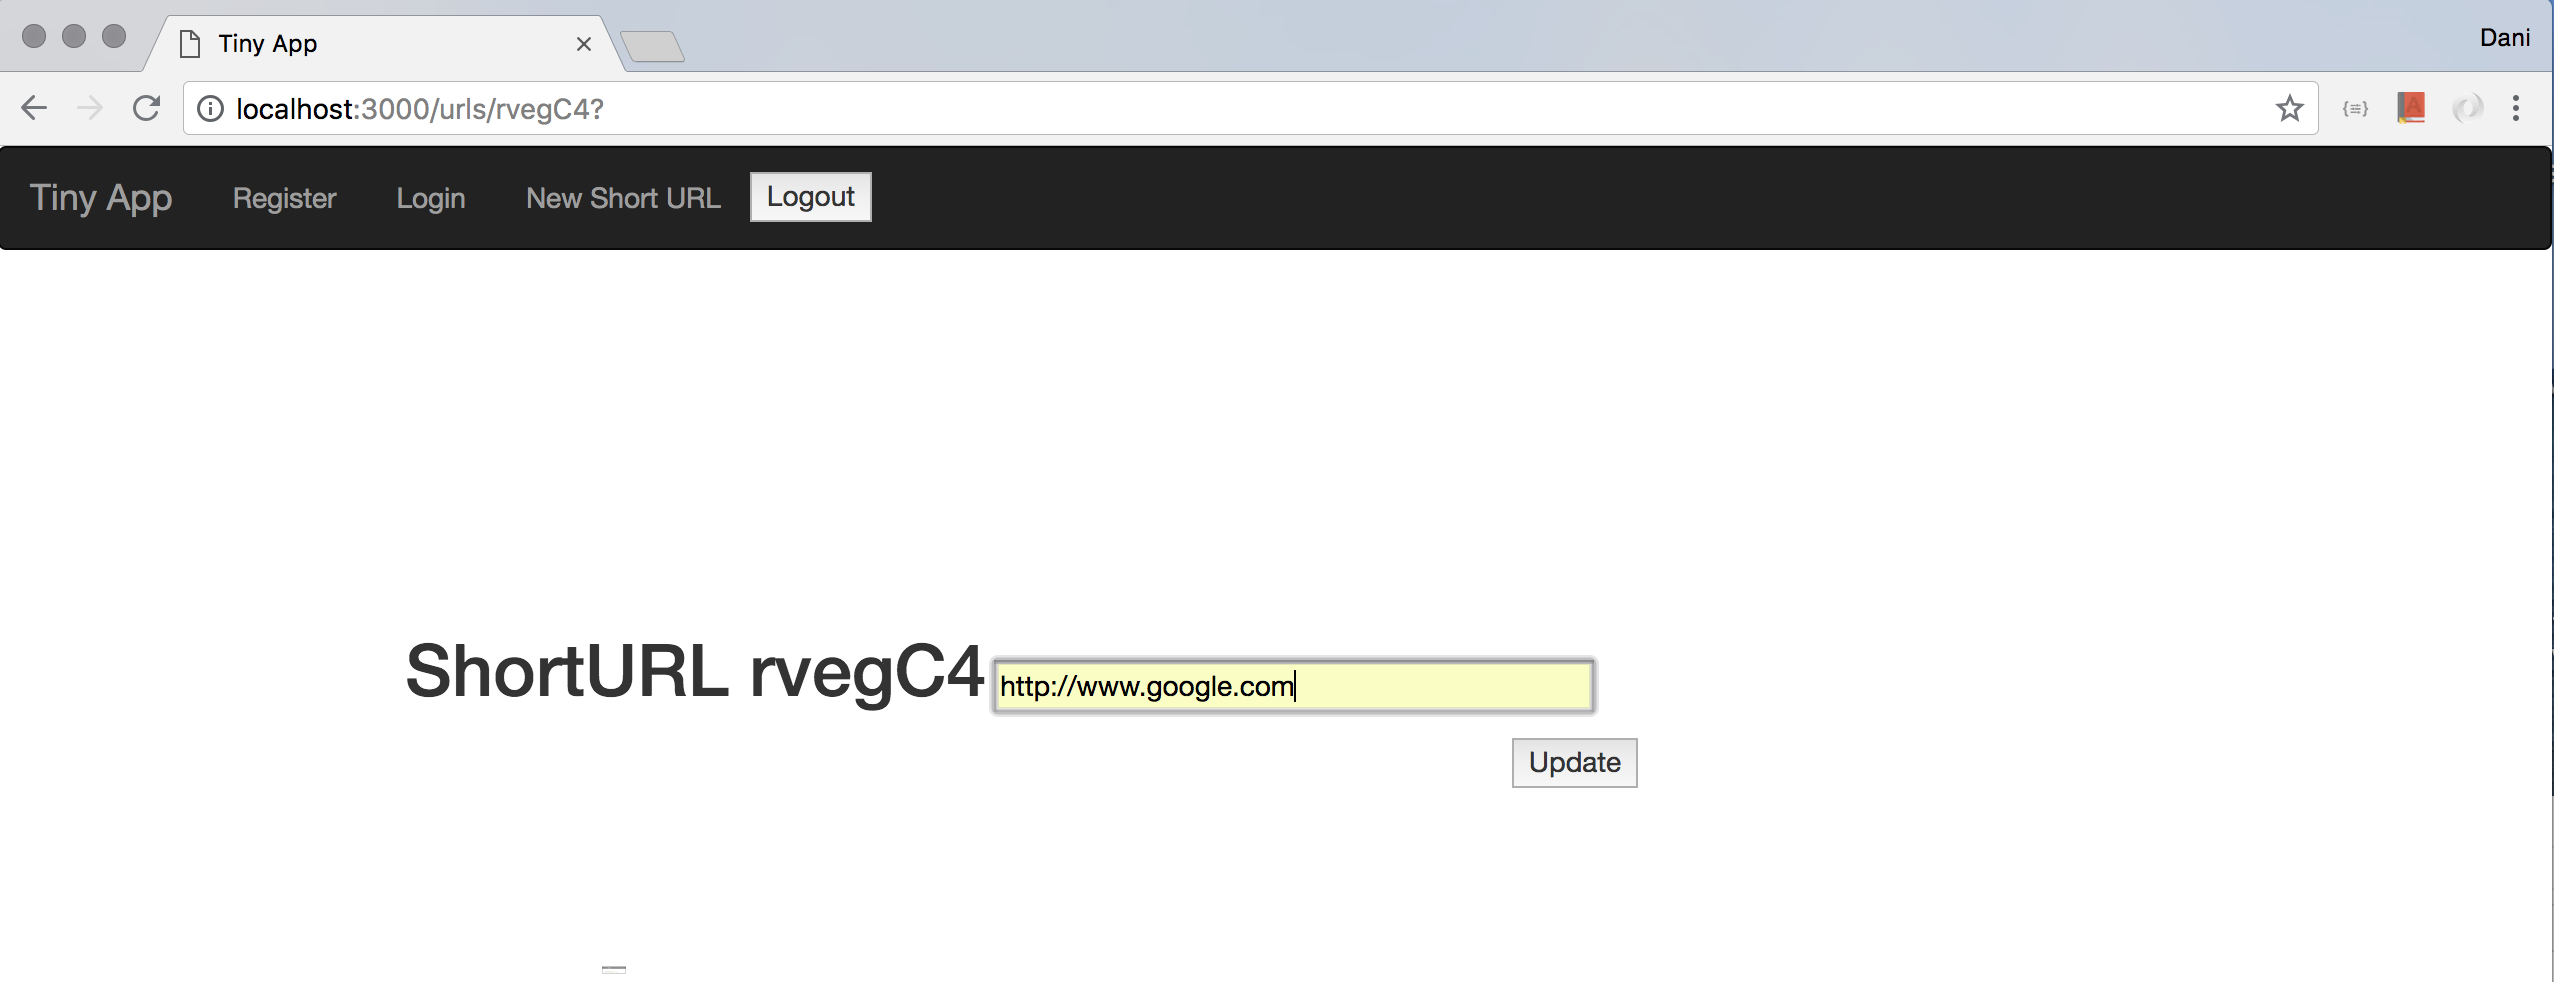 Tiny App
Dani
localhost:3000/urls/rvegC4?
Tiny App Register Login New Short URL Logout
ShortURL rvegC4 http://www.google.com
Update